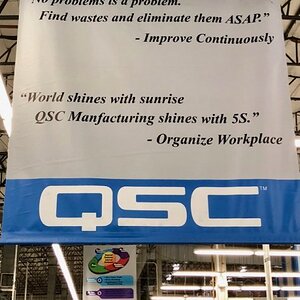 No problems is a problem.
Find wastes and eliminate them ASAP.”
- Improve Continuously
“World shines with sunrise
QSC Manfacturing shines with 5S.”
- Organize Workplace
QSC™